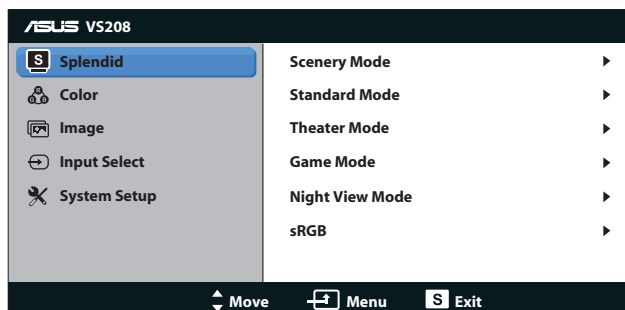 ASUS VS208
S Splendid
Color
Image
Input Select
System Setup
Scenery Mode
Standard Mode
Theater Mode
Game Mode
Night View Mode
sRGB
Move Menu S Exit